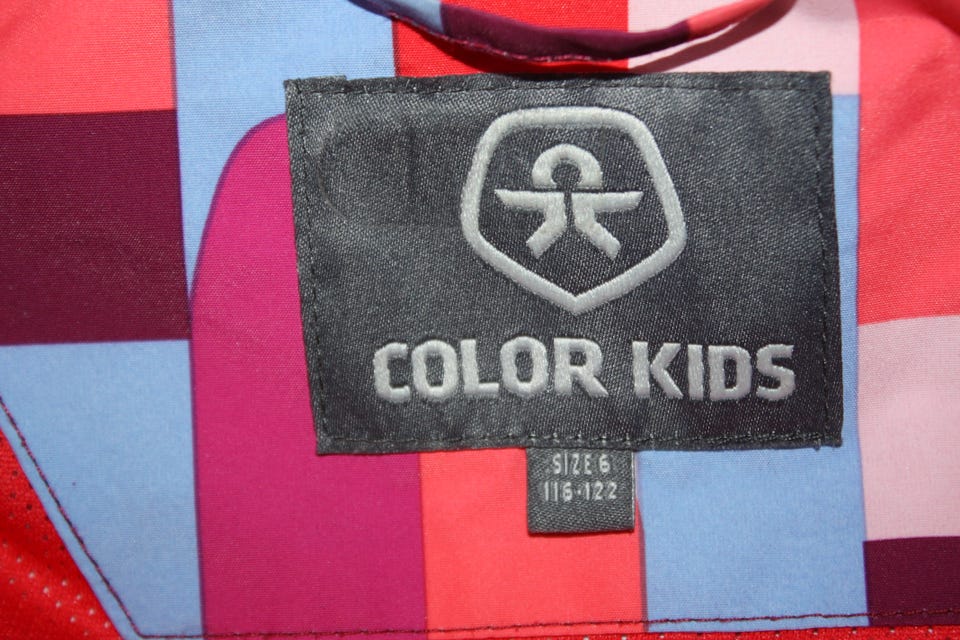 COLOR KIDS
SIZE 6
116-122